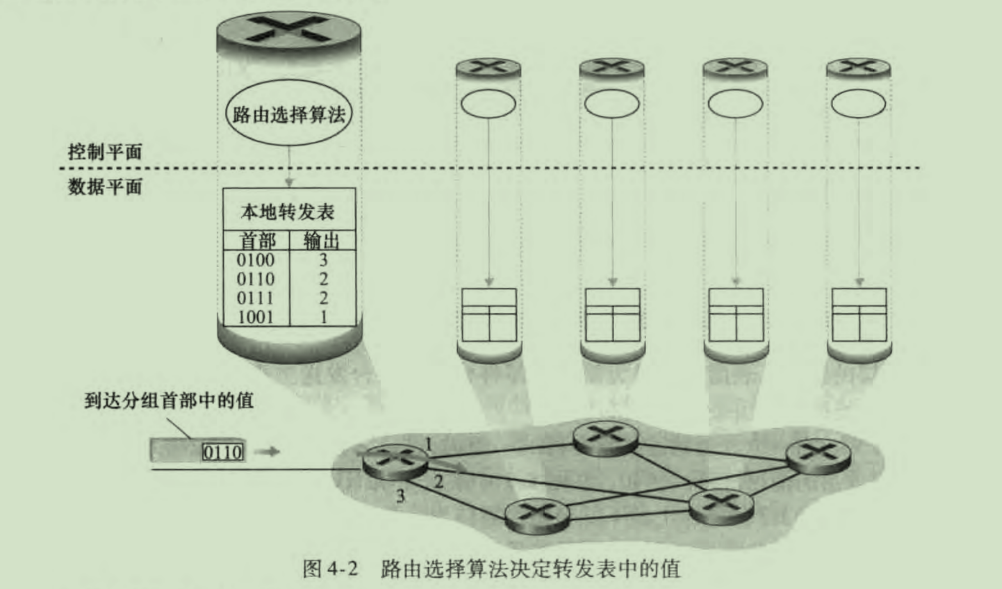 路由选择算法
控制平面
数据平面
本地转发表
首部 输出
0100 3
0110 2
0111 2
1001 1
到达分组首部中的值
0110
1
2
3
图 4-2 路由选择算法决定转发表中的值